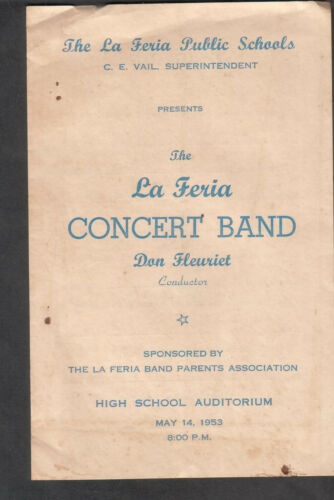 The La Feria Public Schools
C. E. VAIL, SUPERINTENDENT
PRESENTS
The
La Feria
CONCERT BAND
Don Fleuriet
Conductor
SPONSORED BY
THE LA FERIA BAND PARENTS ASSOCIATION
HIGH SCHOOL AUDITORIUM
MAY 14, 1953
8:00 P.M.